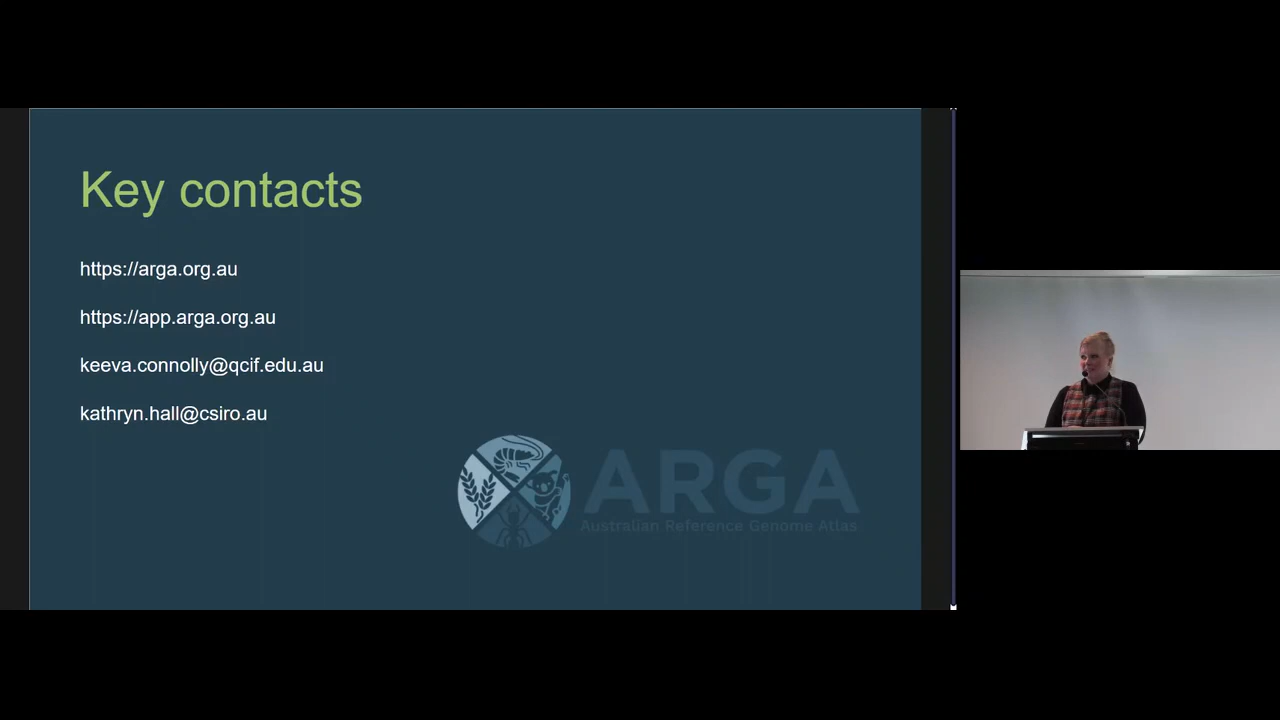 Key contacts
https://arga.org.au
https://app.arga.org.au
keeva.connolly@qcif.edu.au
kathryn.hall@csiro.au
ARGA
Australian Reference Genome Atlas